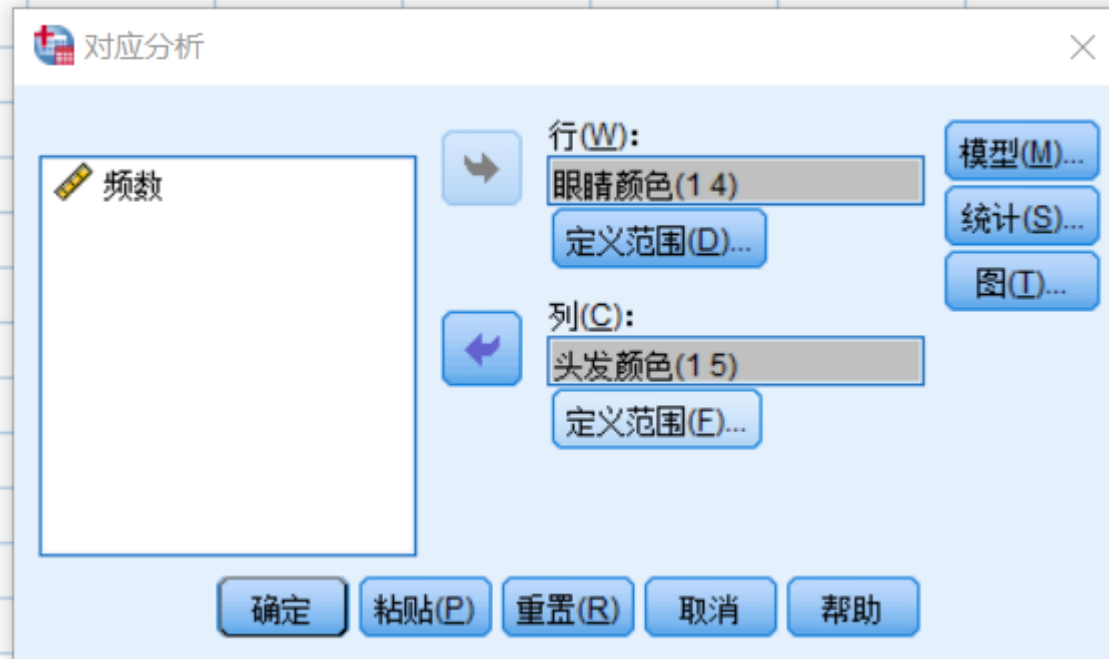 对应分析
频数
行(W):
眼睛颜色(1 4)
定义范围(D)...
列(C):
头发颜色(1 5)
定义范围(F)...
模型(M)...
统计(S)...
图(T)...
确定
粘贴(P)
重置(R)
取消
帮助